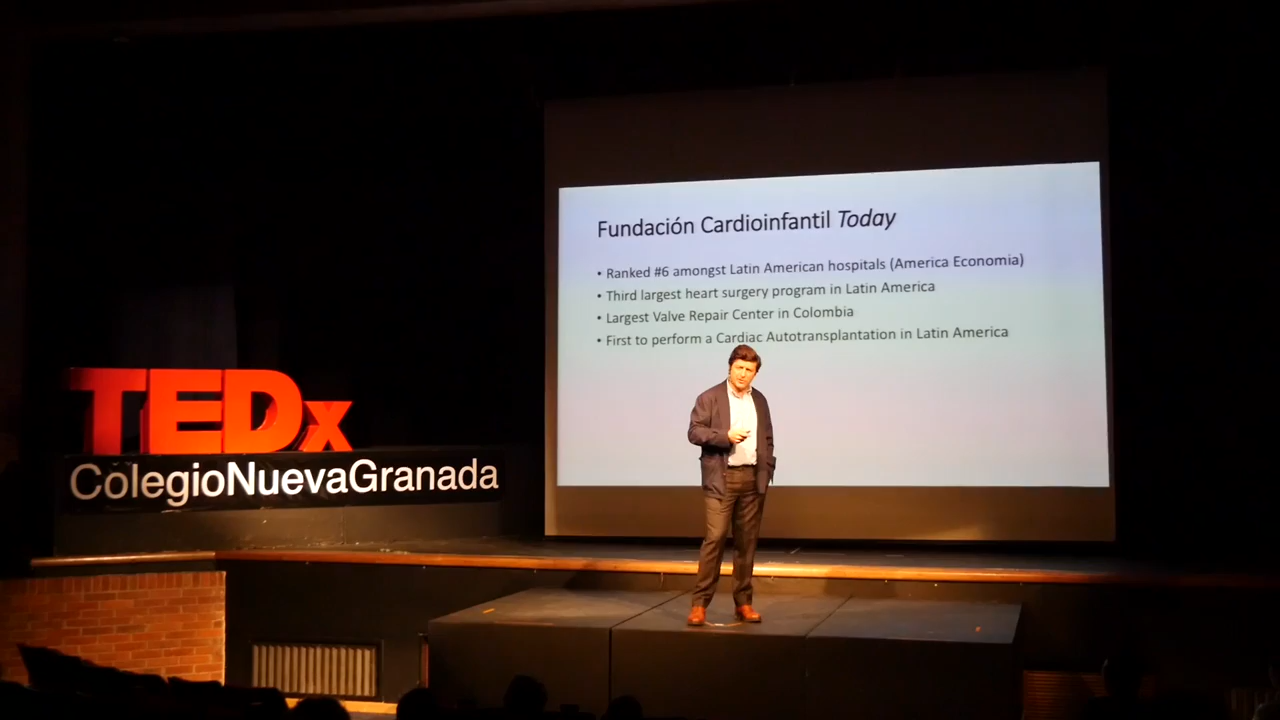 Fundación Cardioinfantil Today
• Ranked #6 amongst Latin American hospitals (America Economia)
• Third largest heart surgery program in Latin America
• Largest Valve Repair Center in Colombia
• First to perform a Cardiac Autotransplantation in Latin America
TEDx
ColegioNuevaGranada